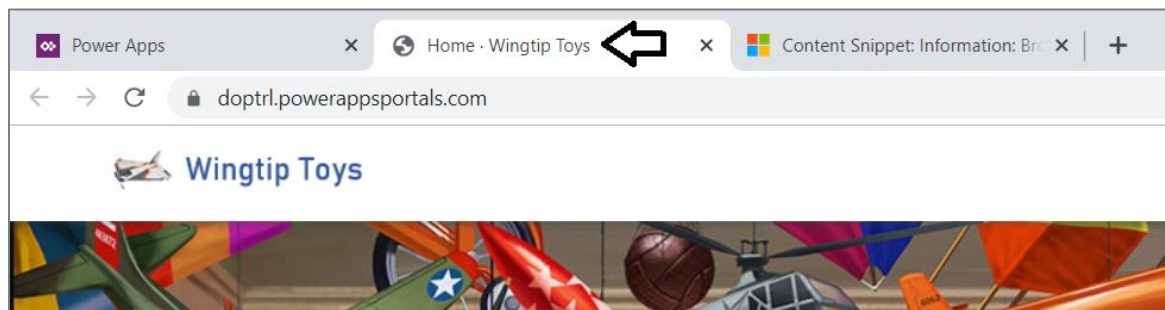 Power Apps
Home · Wingtip Toys
Content Snippet: Information: Bro
doptrl.powerappsportals.com
Wingtip Toys